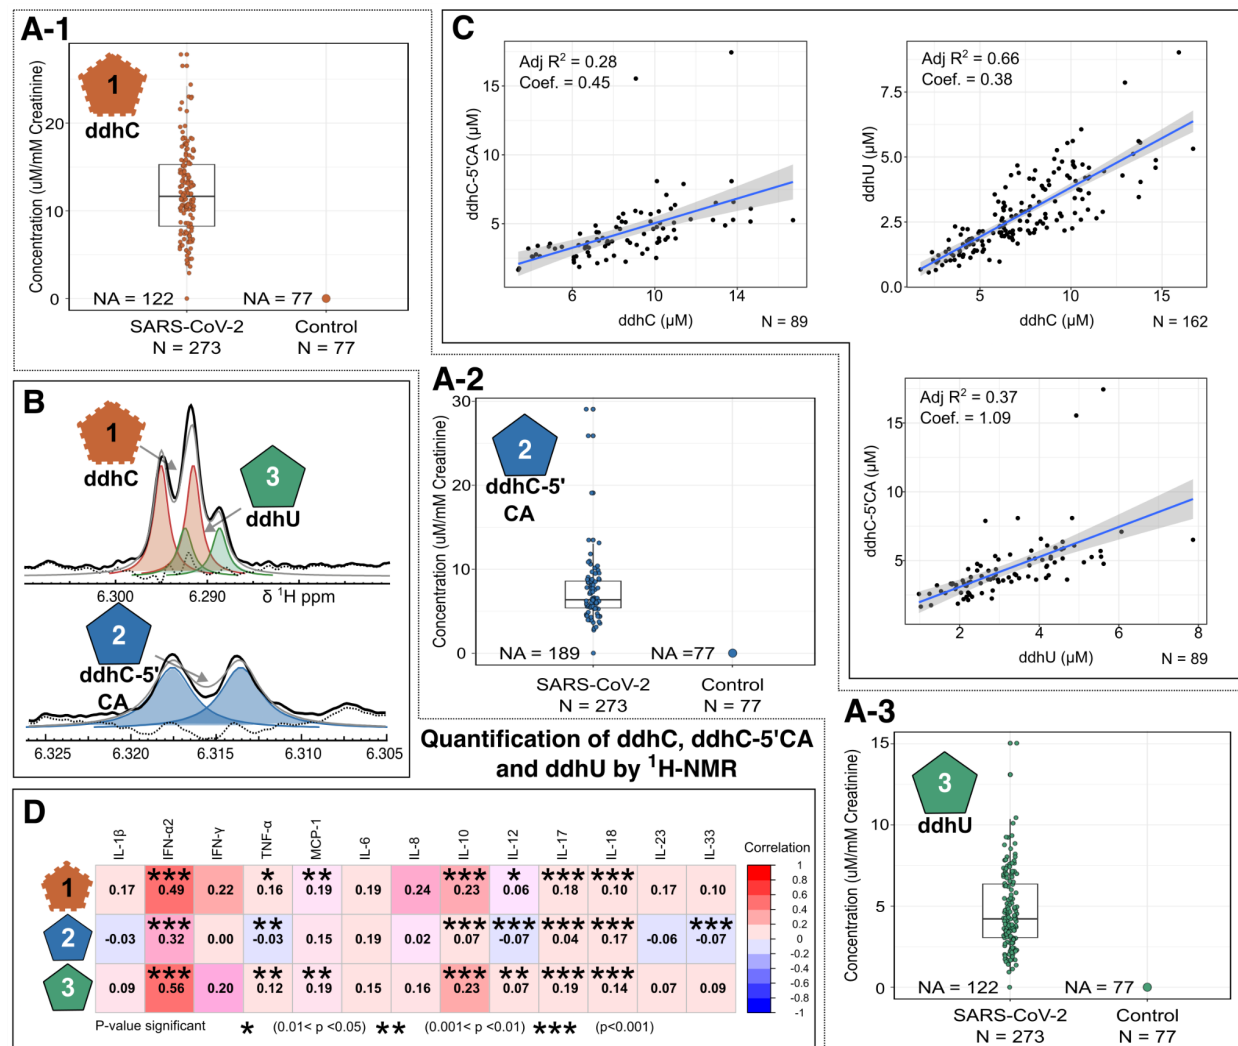 A-1
1
ddhC
Concentration (uM/mM Creatinine)
20
10
0
NA = 122
NA = 77
SARS-CoV-2
N = 273
Control
N = 77
C
Adj R² = 0.28
Coef. = 0.45
ddhC-5'CA (µM)
15
10
5
6
10
14
ddhC (µM)
N = 89
Adj R² = 0.66
Coef. = 0.38
ddhU (µM)
7.5
5.0
2.5
0.0
5
10
15
ddhC (µM)
N = 162
Adj R² = 0.37
Coef. = 1.09
ddhC-5'CA (µM)
15
10
5
2
4
6
8
ddhU (µM)
N = 89
B
1
ddhC
3
ddhU
6.300
6.290
δ ¹H ppm
2
ddhC-5'
CA
6.325
6.320
6.315
6.310
6.305
A-2
2
ddhC-5'
CA
Concentration (uM/mM Creatinine)
30
20
10
0
NA = 189
NA =77
SARS-CoV-2
N = 273
Control
N = 77
Quantification of ddhC, ddhC-5'CA
and ddhU by ¹H-NMR
A-3
3
ddhU
Concentration (uM/mM Creatinine)
15
10
5
0
NA = 122
NA = 77
SARS-CoV-2
N = 273
Control
N = 77
D
IL-1β IFN-α2 IFN-γ TNF-α MCP-1 IL-6 IL-8 IL-10 IL-12 IL-17 IL-18 IL-23 IL-33
*** * ** *** * *** ***
1 0.17 0.49 0.22 0.16 0.19 0.19 0.24 0.23 0.06 0.18 0.10 0.17 0.10
*** ** *** *** *** *** ***
2 -0.03 0.32 0.00 -0.03 0.15 0.19 0.02 0.07 -0.07 0.04 0.17 -0.06 -0.07
*** ** ** *** ** *** ***
3 0.09 0.56 0.20 0.12 0.19 0.15 0.16 0.23 0.07 0.19 0.14 0.07 0.09
Correlation
1
0.8
0.6
0.4
0.2
0
-0.2
-0.4
-0.6
-0.8
-1
P-value significant * (0.01< p <0.05) ** (0.001< p <0.01) *** (p<0.001)